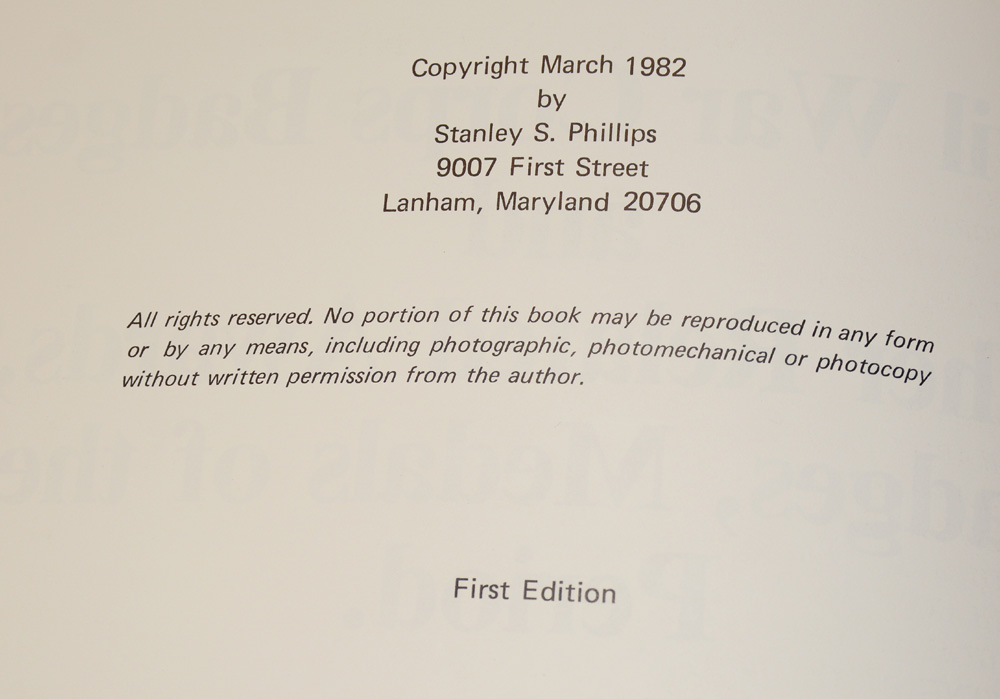 Copyright March 1982
by
Stanley S. Phillips
9007 First Street
Lanham, Maryland 20706
All rights reserved. No portion of this book may be reproduced in any form
or by any means, including photographic, photomechanical or photocopy
without written permission from the author.
First Edition